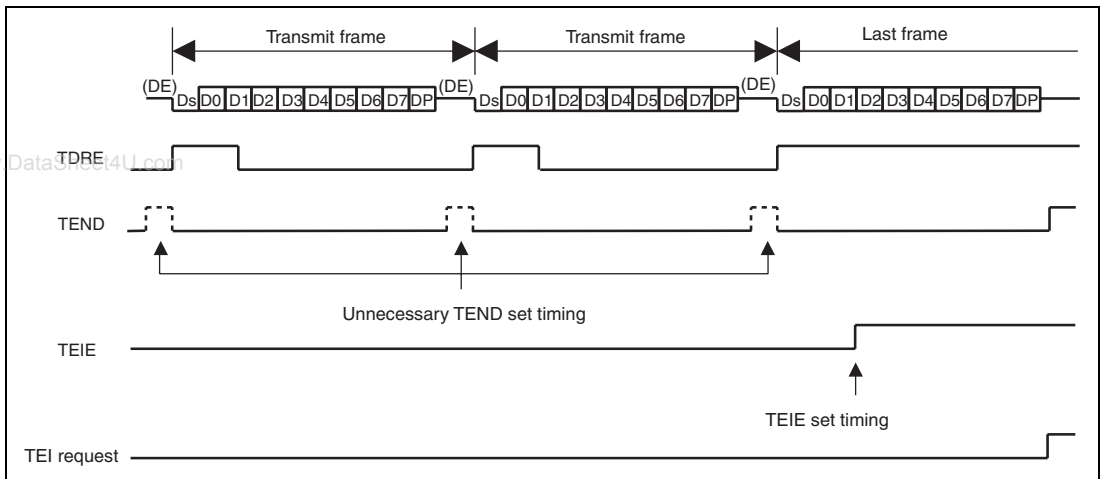 Transmit frame Transmit frame Last frame
(DE) (DE) (DE)
Ds D0 D1 D2 D3 D4 D5 D6 D7 DP Ds D0 D1 D2 D3 D4 D5 D6 D7 DP Ds D0 D1 D2 D3 D4 D5 D6 D7 DP
TDRE
.DataSheet4U.com
TEND
Unnecessary TEND set timing
TEIE
TEIE set timing
TEI request